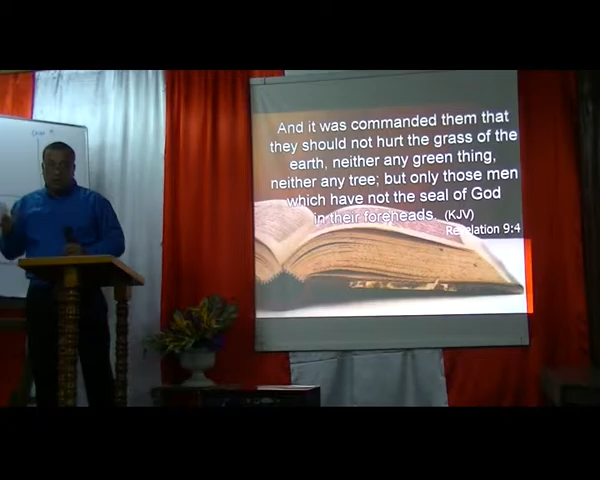 And it was commanded them that
they should not hurt the grass of the
earth, neither any green thing,
neither any tree; but only those men
which have not the seal of God
in their foreheads. (KJV)
Revelation 9:4